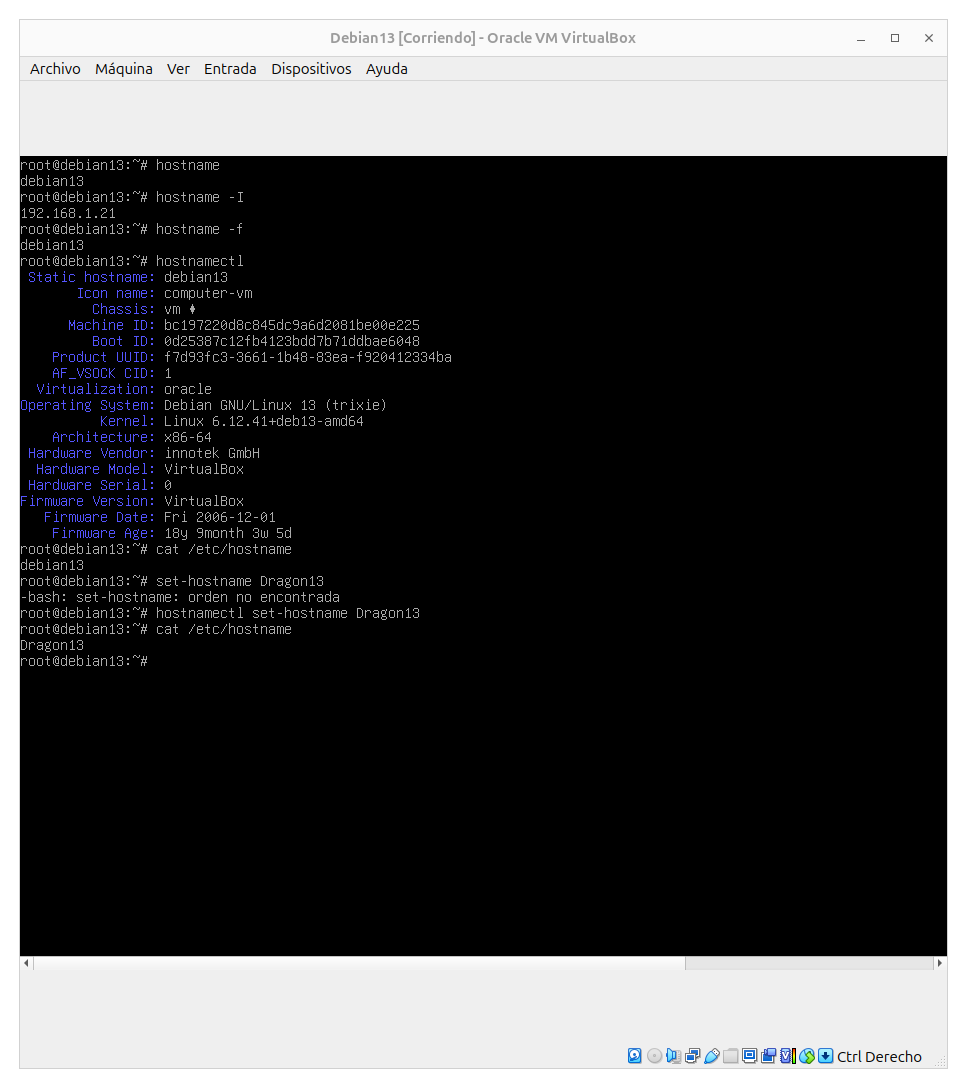 Debian13 [Corriendo] - Oracle VM VirtualBox
Archivo Máquina Ver Entrada Dispositivos Ayuda
root@debian13:~# hostname
debian13
root@debian13:~# hostname -I
192.168.1.21
root@debian13:~# hostname -f
debian13
root@debian13:~# hostnamectl
Static hostname: debian13
Icon name: computer-vm
Chassis: vm
Machine ID: bc197220d8c845dc9a6d2081be00e225
Boot ID: 0d25387c12fb4123bdd7b71ddbae6048
Product UUID: f7d93fc3-3661-1b48-83ea-f920412334ba
AF_VSOCK CID: 1
Virtualization: oracle
Operating System: Debian GNU/Linux 13 (trixie)
Kernel: Linux 6.12.41+deb13-amd64
Architecture: x86-64
Hardware Vendor: innotek GmbH
Hardware Model: VirtualBox
Hardware Serial: 0
Firmware Version: VirtualBox
Firmware Date: Fri 2006-12-01
Firmware Age: 18y 9month 3w 5d
root@debian13:~# cat /etc/hostname
debian13
root@debian13:~# set-hostname Dragon13
-bash: set-hostname: orden no encontrada
root@debian13:~# hostnamectl set-hostname Dragon13
root@debian13:~# cat /etc/hostname
Dragon13
root@debian13:~#
Ctrl Derecho